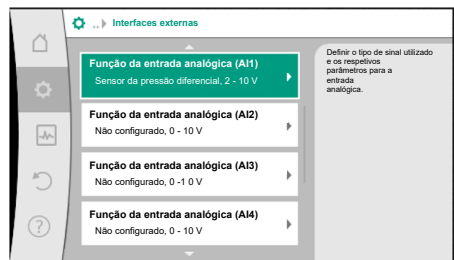 ..
Interfaces externas
Função da entrada analógica (AI1)
Sensor da pressão diferencial, 2 - 10 V
Função da entrada analógica (AI2)
Não configurado, 0 - 10 V
Função da entrada analógica (AI3)
Não configurado, 0 -1 0 V
Função da entrada analógica (AI4)
Não configurado, 0 - 10 V
Definir o tipo de sinal utilizado
e os respetivos
parâmetros para a
entrada
analógica.
?